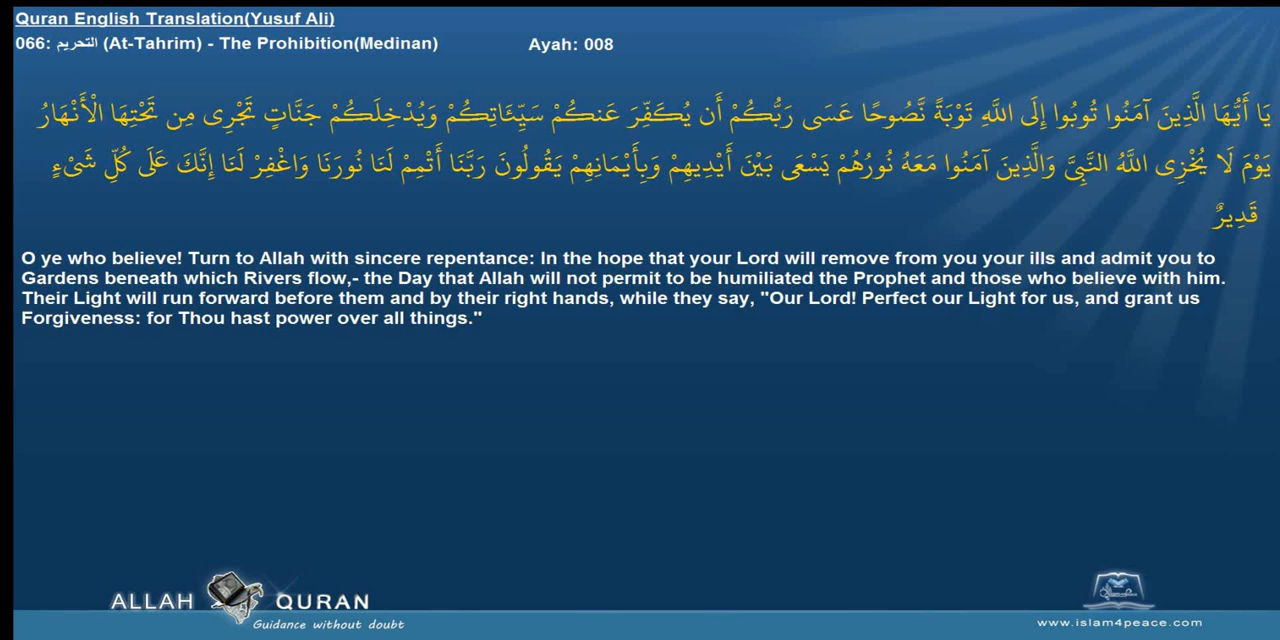 Quran English Translation(Yusuf Ali)
066: التحريم (At-Tahrim) - The Prohibition(Medinan) Ayah: 008
يَا أَيُّهَا الَّذِينَ آمَنُوا تُوبُوا إِلَى اللَّهِ تَوْبَةً نَّصُوحًا عَسَى رَبُّكُمْ أَن يُكَفِّرَ عَنكُمْ سَيِّئَاتِكُمْ وَيُدْخِلَكُمْ جَنَّاتٍ تَجْرِى مِن تَحْتِهَا الْأَنْهَارُ
يَوْمَ لَا يُخْزِى اللَّهُ النَّبِىَّ وَالَّذِينَ آمَنُوا مَعَهُ نُورُهُمْ يَسْعَى بَيْنَ أَيْدِيهِمْ وَبِأَيْمَانِهِمْ يَقُولُونَ رَبَّنَا أَتْمِمْ لَنَا نُورَنَا وَاغْفِرْ لَنَا إِنَّكَ عَلَى كُلِّ شَىْءٍ
قَدِيرٌ
O ye who believe! Turn to Allah with sincere repentance: In the hope that your Lord will remove from you your ills and admit you to
Gardens beneath which Rivers flow,- the Day that Allah will not permit to be humiliated the Prophet and those who believe with him.
Their Light will run forward before them and by their right hands, while they say, "Our Lord! Perfect our Light for us, and grant us
Forgiveness: for Thou hast power over all things."
ALLAH QURAN
Guidance without doubt
www.islam4peace.com